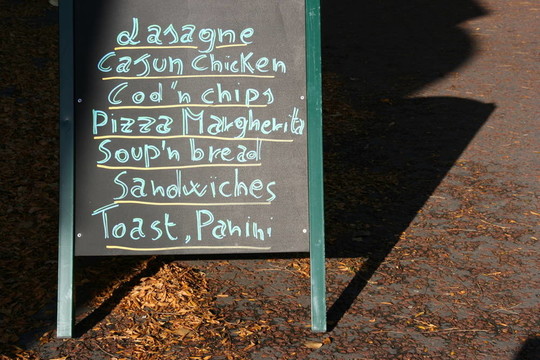 Lasagne
Cajun Chicken
Cod'n chips
Pizza Margherita
Soup'n bread
Sandwiches
Toast, Panini